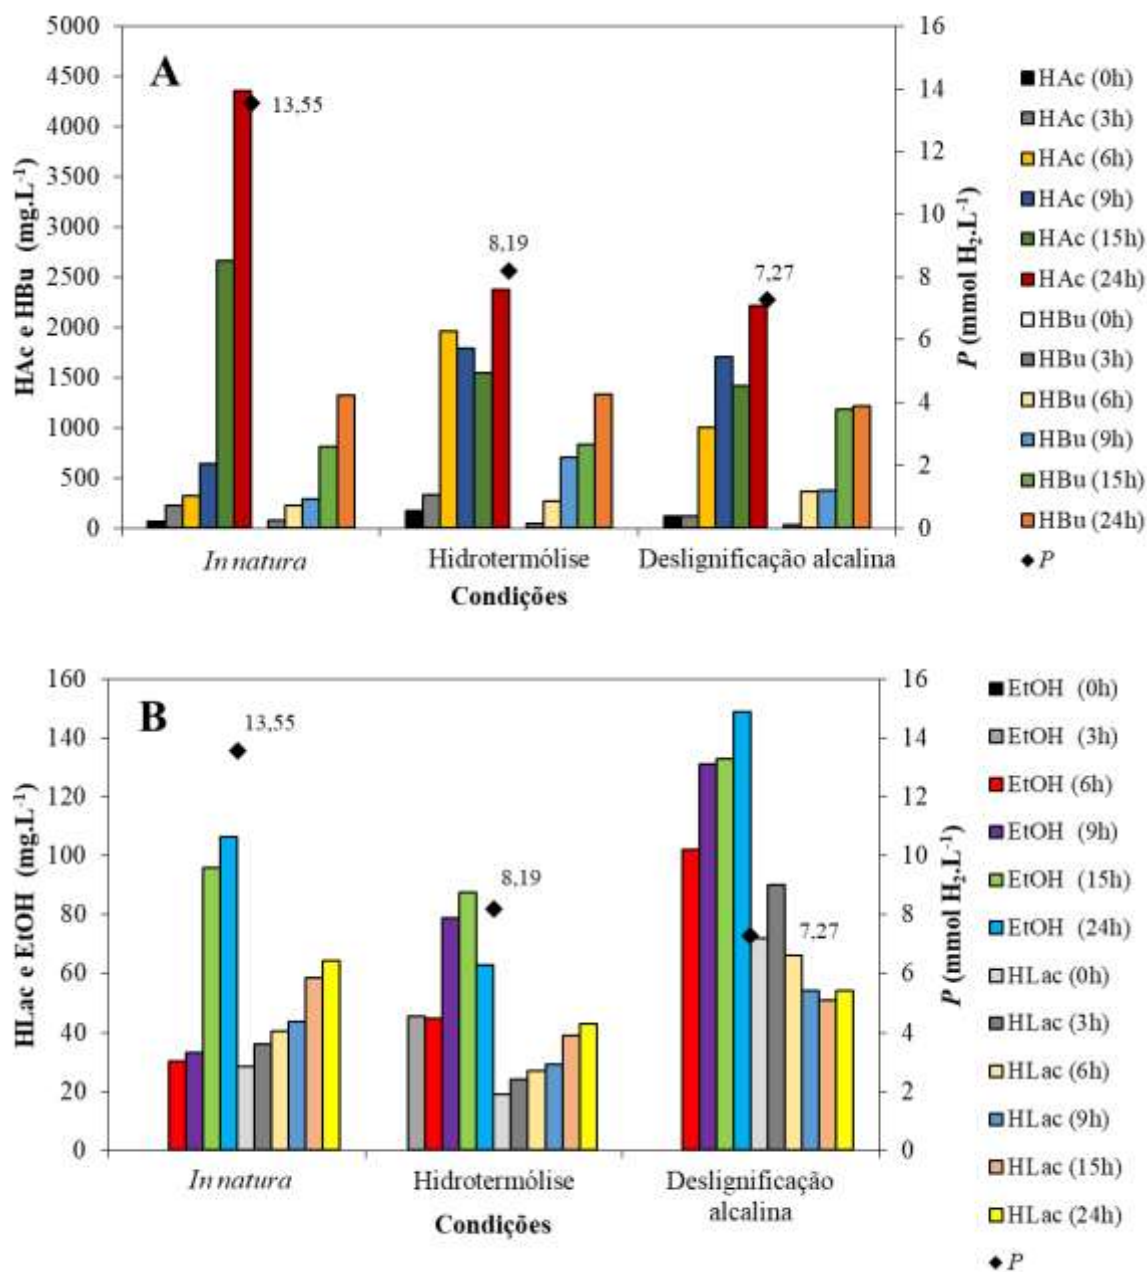 A
HAc e HBu (mg.L⁻¹)
5000
4500
4000
3500
3000
2500
2000
1500
1000
500
0
13,55
8,19
7,27
16
14
12
10
8
6
4
2
0
P (mmol H₂.L⁻¹)
In natura
Hidrotermólise
Deslignificação alcalina
Condições
HAc (0h)
HAc (3h)
HAc (6h)
HAc (9h)
HAc (15h)
HAc (24h)
HBu (0h)
HBu (3h)
HBu (6h)
HBu (9h)
HBu (15h)
HBu (24h)
P
B
HLac e EtOH (mg.L⁻¹)
160
140
120
100
80
60
40
20
0
13,55
8,19
7,27
16
14
12
10
8
6
4
2
0
P (mmol H₂.L⁻¹)
In natura
Hidrotermólise
Deslignificação
alcalina
Condições
EtOH (0h)
EtOH (3h)
EtOH (6h)
EtOH (9h)
EtOH (15h)
EtOH (24h)
HLac (0h)
HLac (3h)
HLac (6h)
HLac (9h)
HLac (15h)
HLac (24h)
P